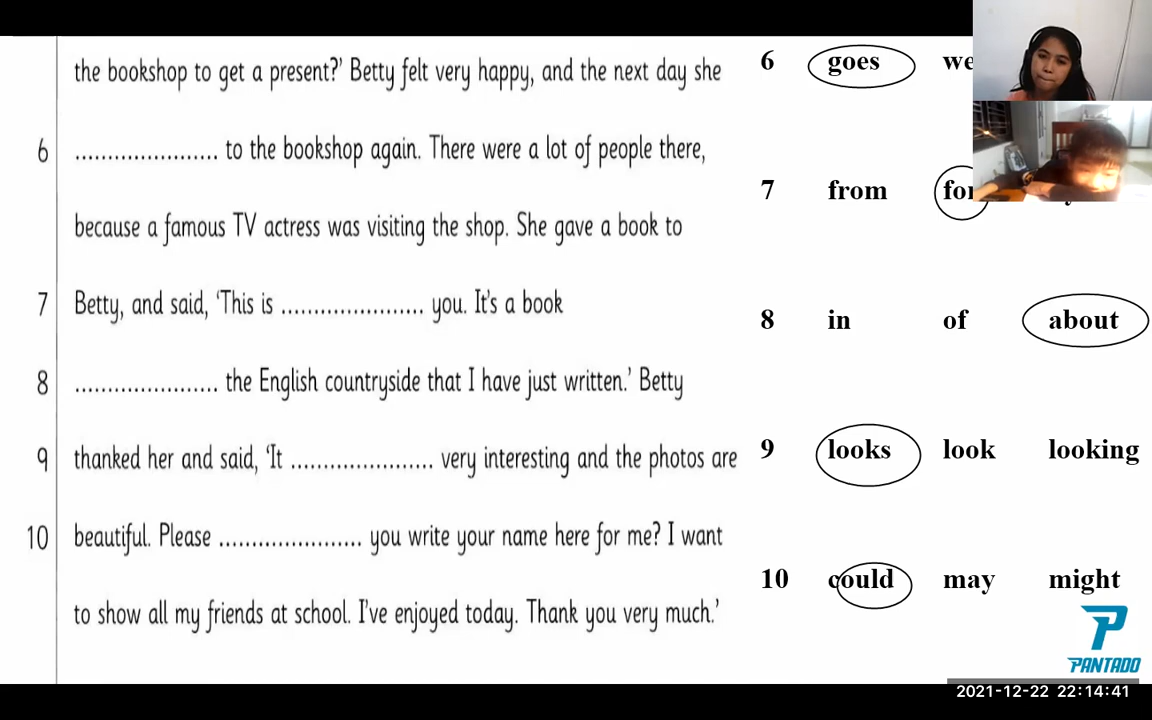 the bookshop to get a present?' Betty felt very happy, and the next day she
6 ...................... to the bookshop again. There were a lot of people there,
because a famous TV actress was visiting the shop. She gave a book to
7 Betty, and said, 'This is ...................... you. It's a book
8 ...................... the English countryside that I have just written.' Betty
9 thanked her and said, 'It ...................... very interesting and the photos are
10 beautiful. Please ...................... you write your name here for me? I want
to show all my friends at school. I've enjoyed today. Thank you very much.'
6 goes
7 from for
8 in of about
9 looks look looking
10 could may might
PANTADO
2021-12-22 22:14:41